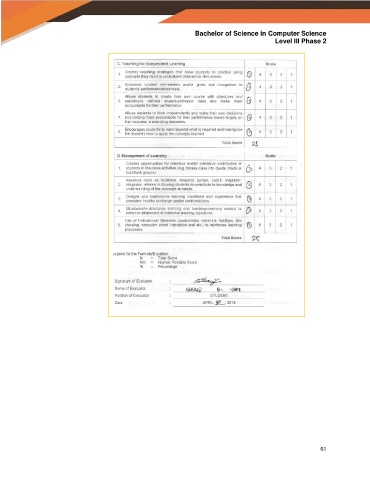 Bachelor of Science in Computer Science
Level III Phase 2
C. Teaching for Independent Learning Scale
1. Creates teaching strategies that allow students to practice using concepts they need to understand (interactive discussion) 5 4 3 2 1
2. Enhances student self-esteem and/or gives due recognition to students' performance/potentials 5 4 3 2 1
3. Allows students to create their own course with objectives and realistically defined student-professor rules and make them accountable for their performance 5 4 3 2 1
4. Allows students to think independently and make their own decisions and holding them accountable for their performance based largely on their success in executing decisions 5 4 3 2 1
5. Encourages students to learn beyond what is required and help/guide the students how to apply the concepts learned 5 4 3 2 1
Total Score 25
D. Management of Learning Scale
1. Creates opportunities for intensive and/or extensive contribution of students in the class activities (e.g. breaks class into dyads, triads or buzz/task groups) 5 4 3 2 1
2. Assumes roles as facilitator, resource person, coach, inquisitor, integrator, referee in drawing students to contribute to knowledge and understanding of the concepts at hands 5 4 3 2 1
3. Designs and implements learning conditions and experience that promotes healthy exchange and/or confrontations 5 4 3 2 1
4. Structures/re-structures learning and teaching-learning context to enhance attainment of collective learning objectives 5 4 3 2 1
5. Use of Instructional Materials (audio/video materials, fieldtrips, film showing, computer aided instruction and etc.) to reinforces learning processes 5 4 3 2 1
Total Score 25
= Total Score
= Highest Possible Score
% = Percentage
Signature of Evaluator :
Name of Evaluator :
Position of Evaluator : STUDENT
Date : APRIL
61